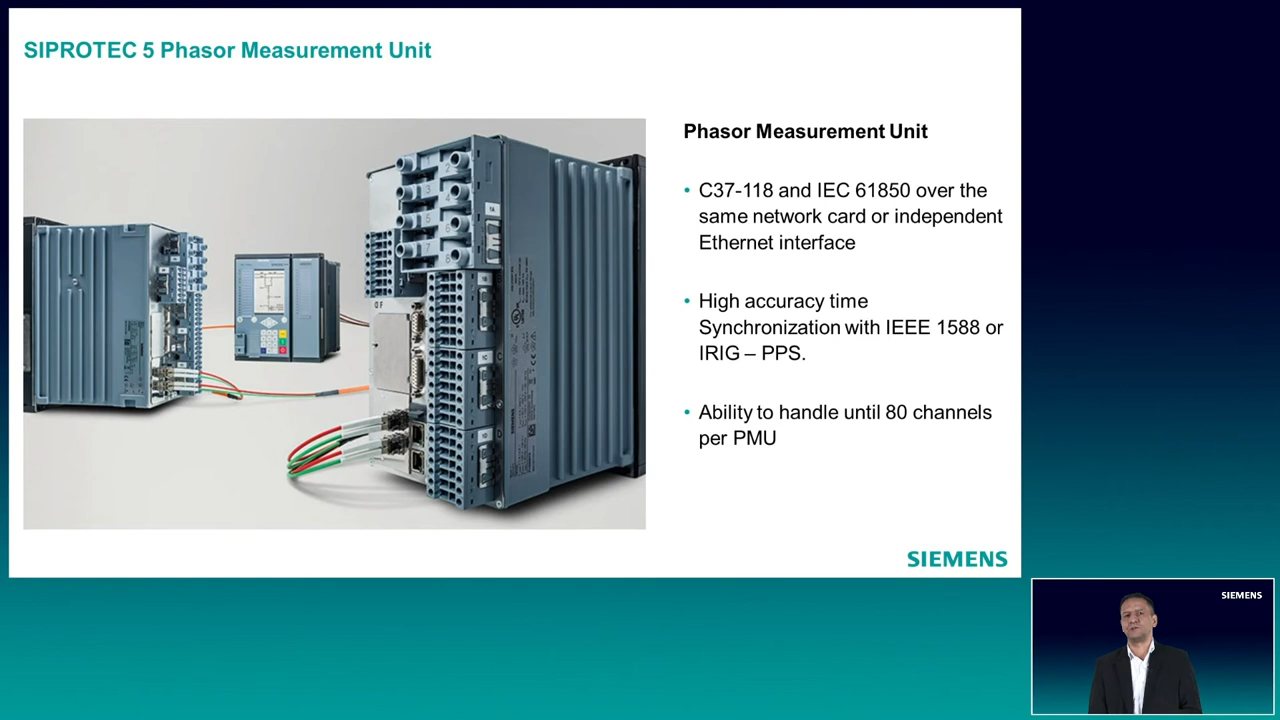 SIPROTEC 5 Phasor Measurement Unit
Phasor Measurement Unit
• C37-118 and IEC 61850 over the
same network card or independent
Ethernet interface
• High accuracy time
Synchronization with IEEE 1588 or
IRIG – PPS.
• Ability to handle until 80 channels
per PMU
SIEMENS
SIEMENS